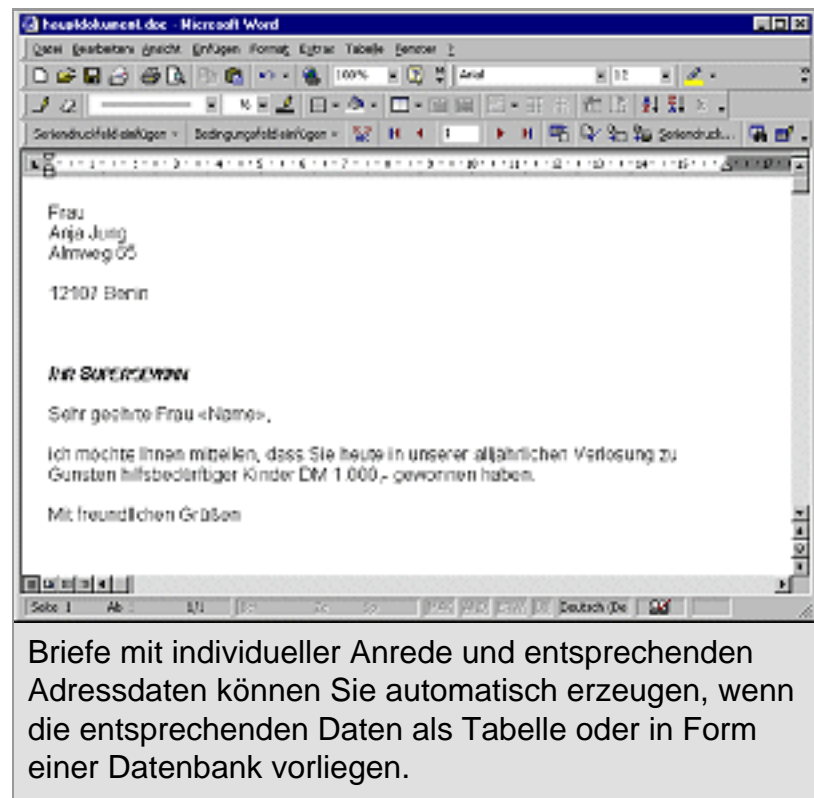 hauptdokument.doc - Microsoft Word
Datei Bearbeiten Ansicht Einfügen Format Extras Tabelle Fenster ?
100% Arial 12
Seriendruckfeld einfügen Bedingungsfeld einfügen 1 Seriendruck...
Frau
Anja Jung
Almweg 65
12107 Berlin
IHR SUPERGEWINN
Sehr geehrte Frau «Name»,
ich möchte Ihnen mitteilen, dass Sie heute in unserer alljährlichen Verlosung zu
Gunsten hilfsbedürftiger Kinder DM 1.000,- gewonnen haben.
Mit freundlichen Grüßen
Seite 1 Ab 1/1 Deutsch (De
Briefe mit individueller Anrede und entsprechenden
Adressdaten können Sie automatisch erzeugen, wenn
die entsprechenden Daten als Tabelle oder in Form
einer Datenbank vorliegen.